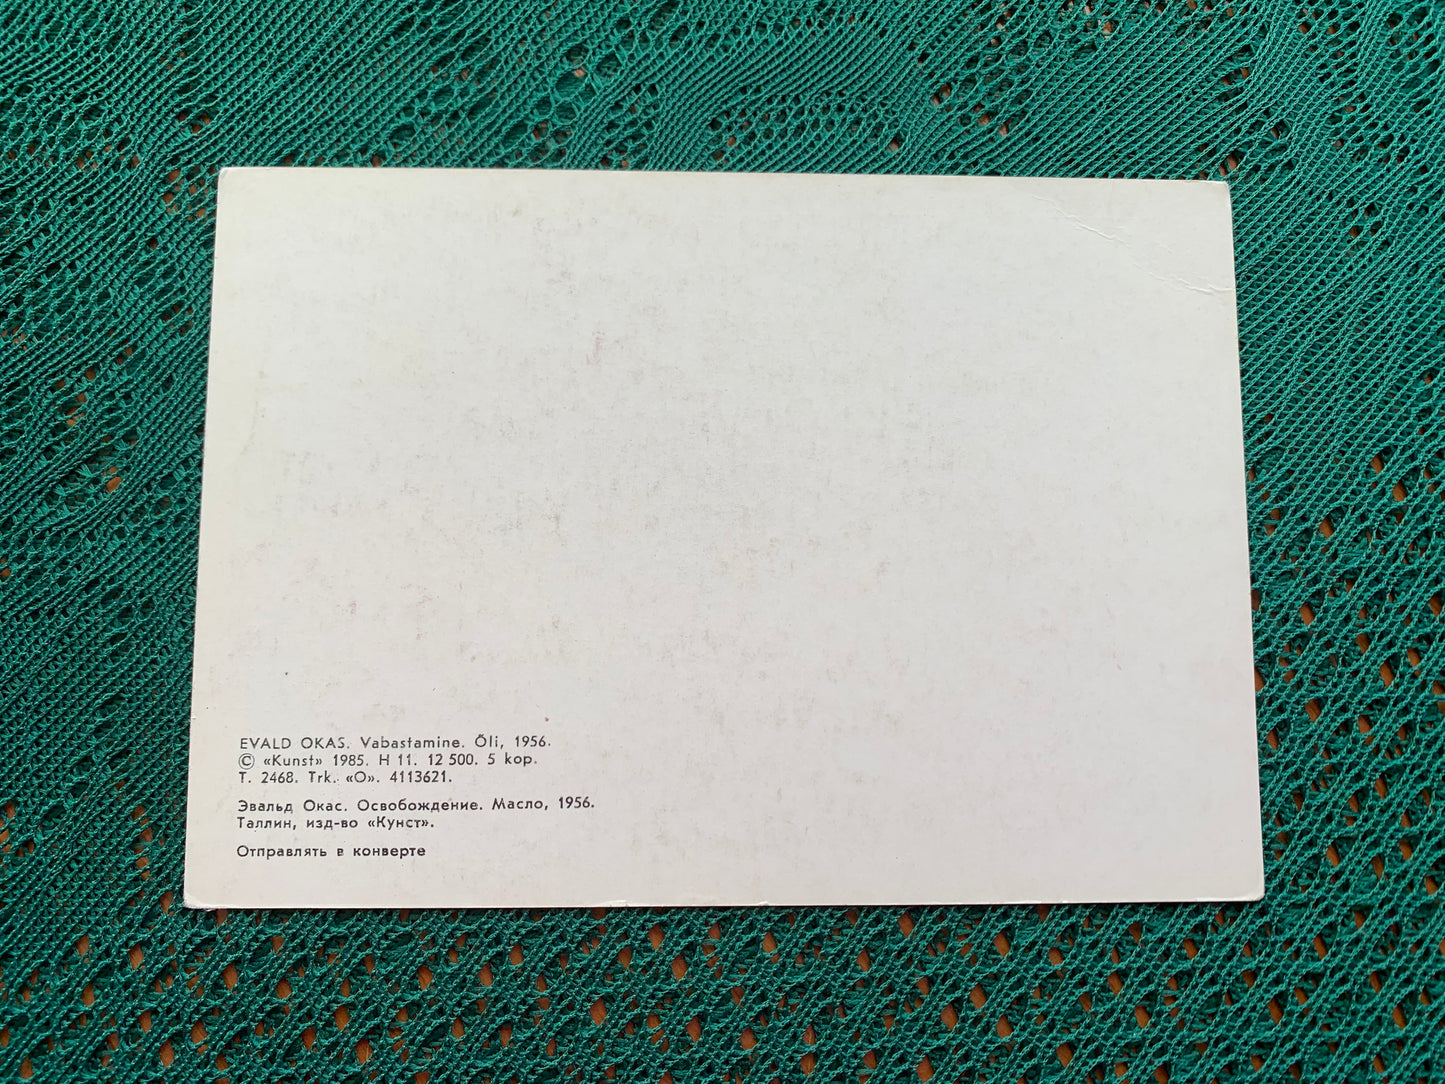 EVALD OKAS. Vabastamine. Õli, 1956.
© «Kunst» 1985. H 11. 12 500. 5 kop.
T. 2468. Trk. «O». 4113621.
Эвальд Окас. Освобождение. Масло, 1956.
Таллин, изд-во «Кунст».
Отправлять в конверте